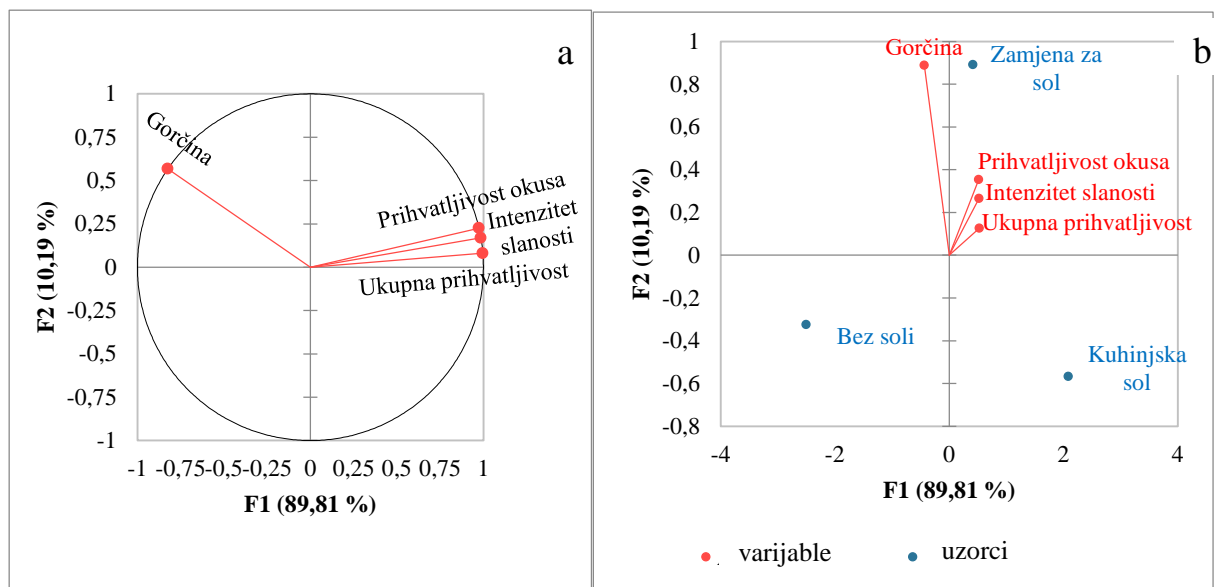 a
1
0,75
0,5
0,25
0
-0,25
-0,5
-0,75
-1
F2 (10,19 %)
Gorčina
Prihvatljivost okusa
Intenzitet
slanosti
Ukupna prihvatljivost
-1 -0,75 -0,5 -0,25 0 0,25 0,5 0,75 1
F1 (89,81 %)
b
1
0,8
0,6
0,4
0,2
0
-0,2
-0,4
-0,6
-0,8
F2 (10,19 %)
Gorčina
Zamjena za
sol
Prihvatljivost okusa
Intenzitet slanosti
Ukupna prihvatljivost
Bez soli
Kuhinjska
sol
-4 -2 0 2 4
F1 (89,81 %)
varijable uzorci